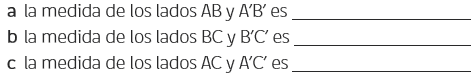 a la medida de los lados AB y A'B' es
b la medida de los lados BC y B'C' es
c la medida de los lados AC y A'C' es